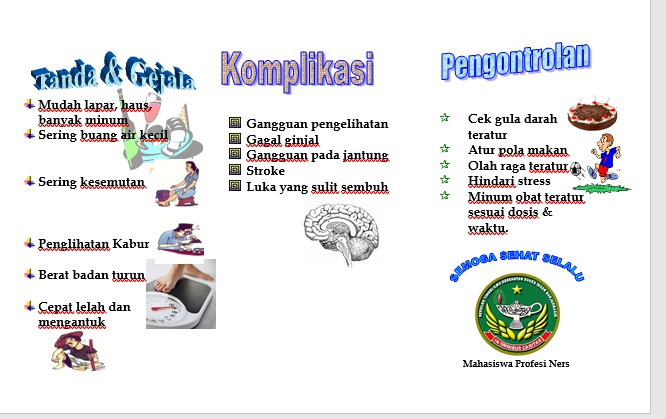 Tanda & Gejala
Mudah lapar, haus,
banyak minum
Sering buang air kecil
Sering kesemutan
Penglihatan Kabur
Berat badan turun
Cepat lelah dan
mengantuk
Komplikasi
Gangguan pengelihatan
Gagal ginjal
Gangguan pada jantung
Stroke
Luka yang sulit sembuh
Pengontrolan
Cek gula darah
teratur
Atur pola makan
Olah raga teratur
Hindari stress
Minum obat teratur
sesuai dosis &
waktu.
SEMOGA SEHAT SELALU
IN OMNIBUS CARITAS
Mahasiswa Profesi Ners